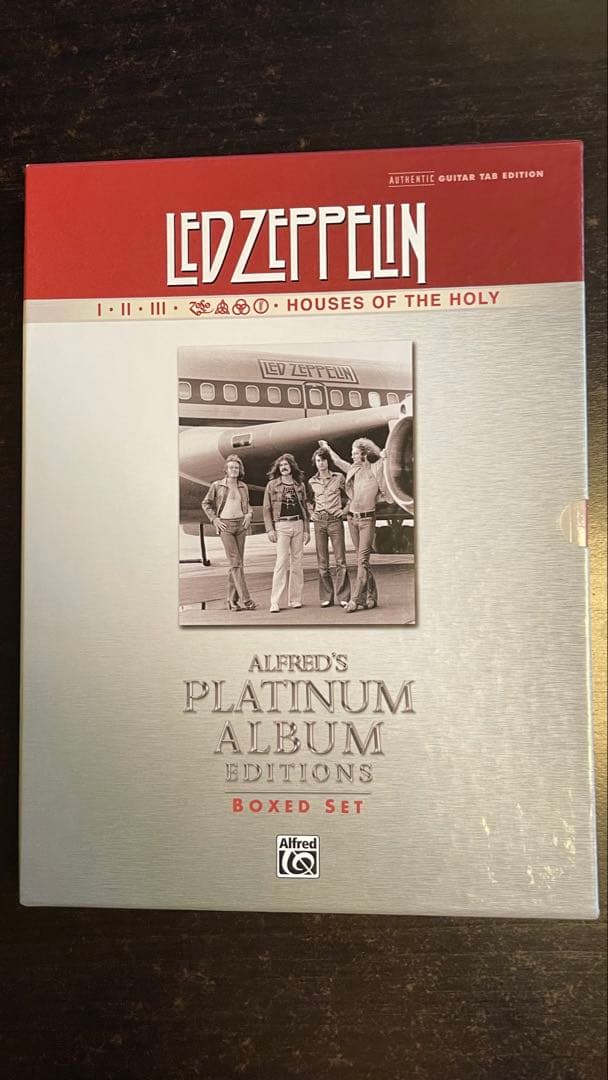 AUTHENTIC GUITAR TAB EDITION
LED ZEPPELIN
I • II • III • ZoSo • HOUSES OF THE HOLY
LED ZEPPELIN
ALFRED'S
PLATINUM
ALBUM
EDITIONS
BOXED SET
Alfred